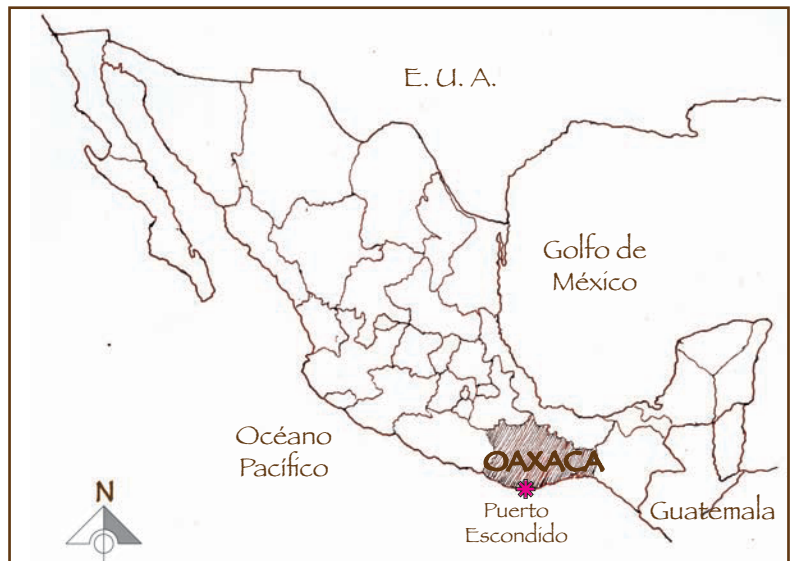 E. U. A.
Golfo de
México
Océano
Pacífico
OAXACA
Puerto
Escondido
Guatemala
N